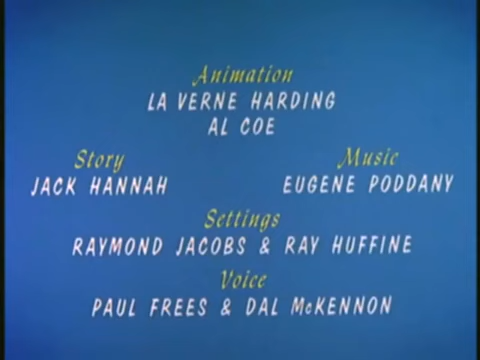 Animation
LA VERNE HARDING
AL COE
Story
JACK HANNAH
Music
EUGENE PODDANY
Settings
RAYMOND JACOBS & RAY HUFFINE
Voice
PAUL FREES & DAL McKENNON